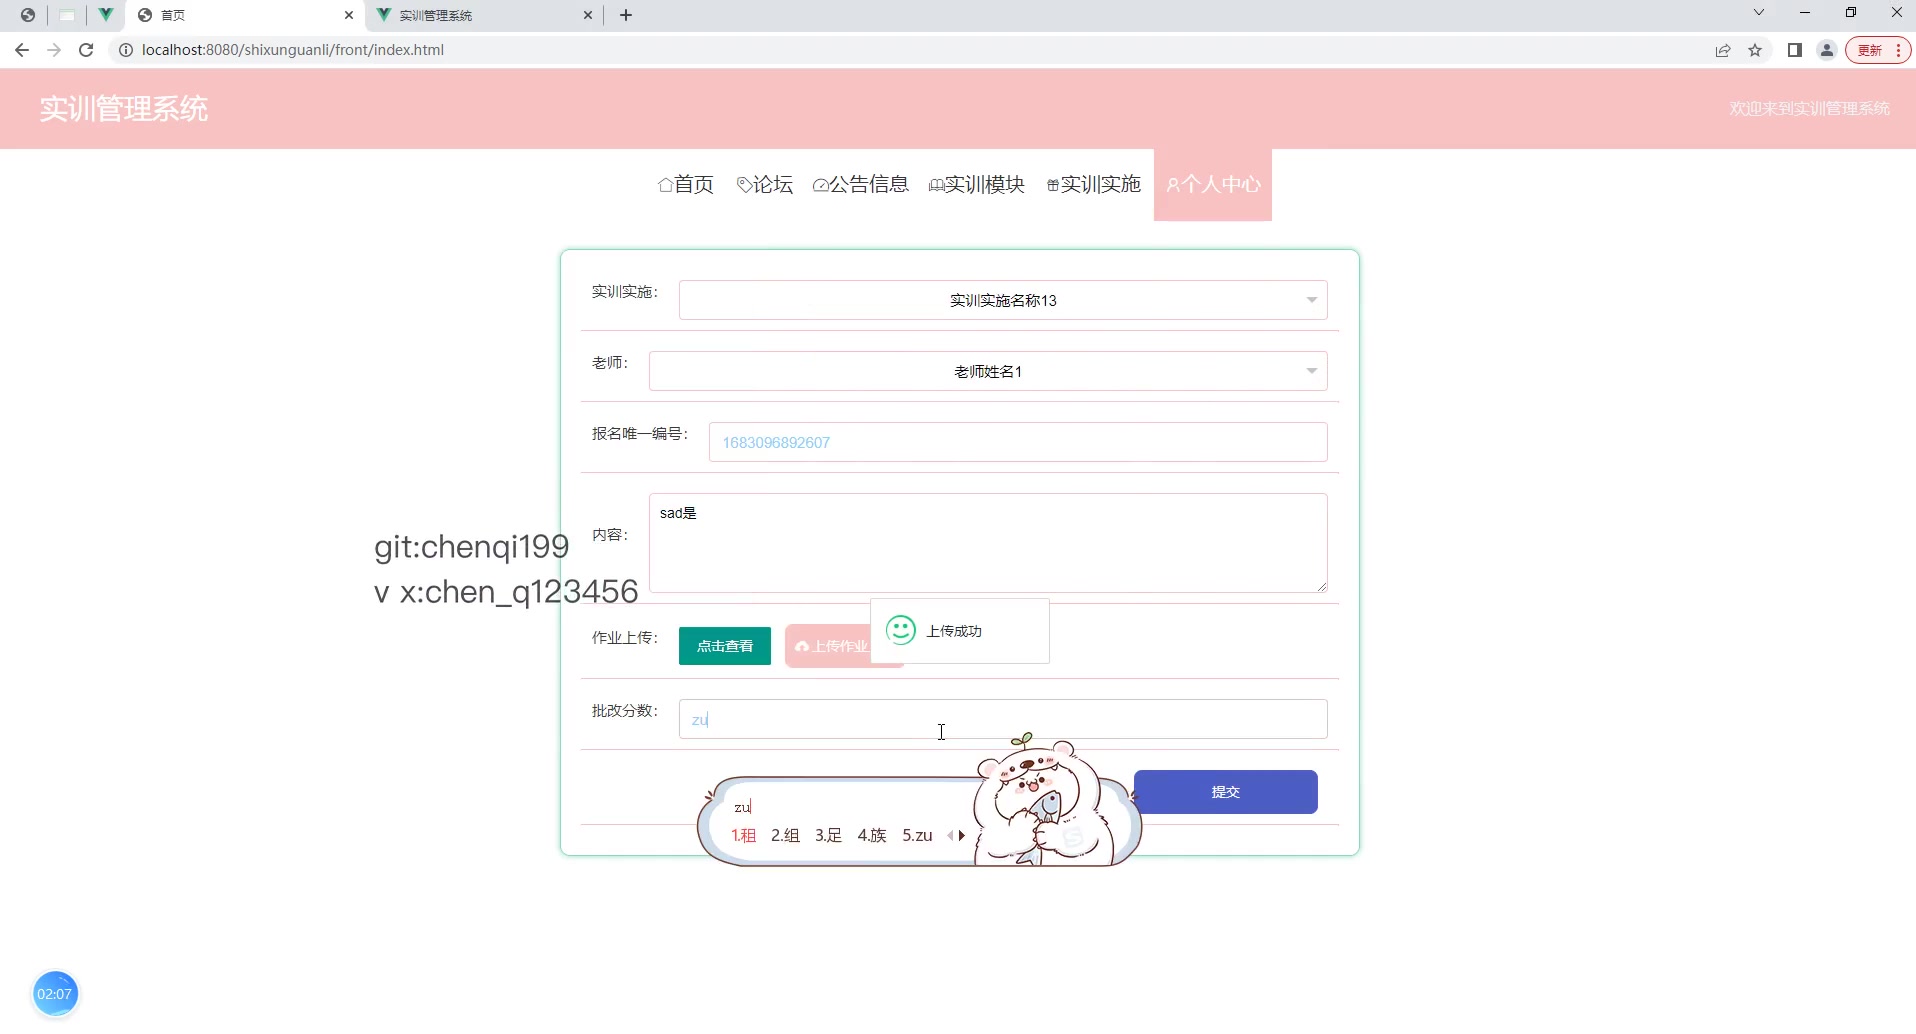 首页
实训管理系统
localhost:8080/shixunguanli/front/index.html
更新
实训管理系统
欢迎来到实训管理系统
首页 论坛 公告信息 实训模块 实训实施 个人中心
实训实施： 实训实施名称13
老师： 老师姓名1
报名唯一编号： 1683096892607
内容： sad是
git:chenqi199
v x:chen_q123456
作业上传： 点击查看 上传作业
上传成功
批改分数： zu
zu
1.租 2.组 3.足 4.族 5.zu
提交
02:07